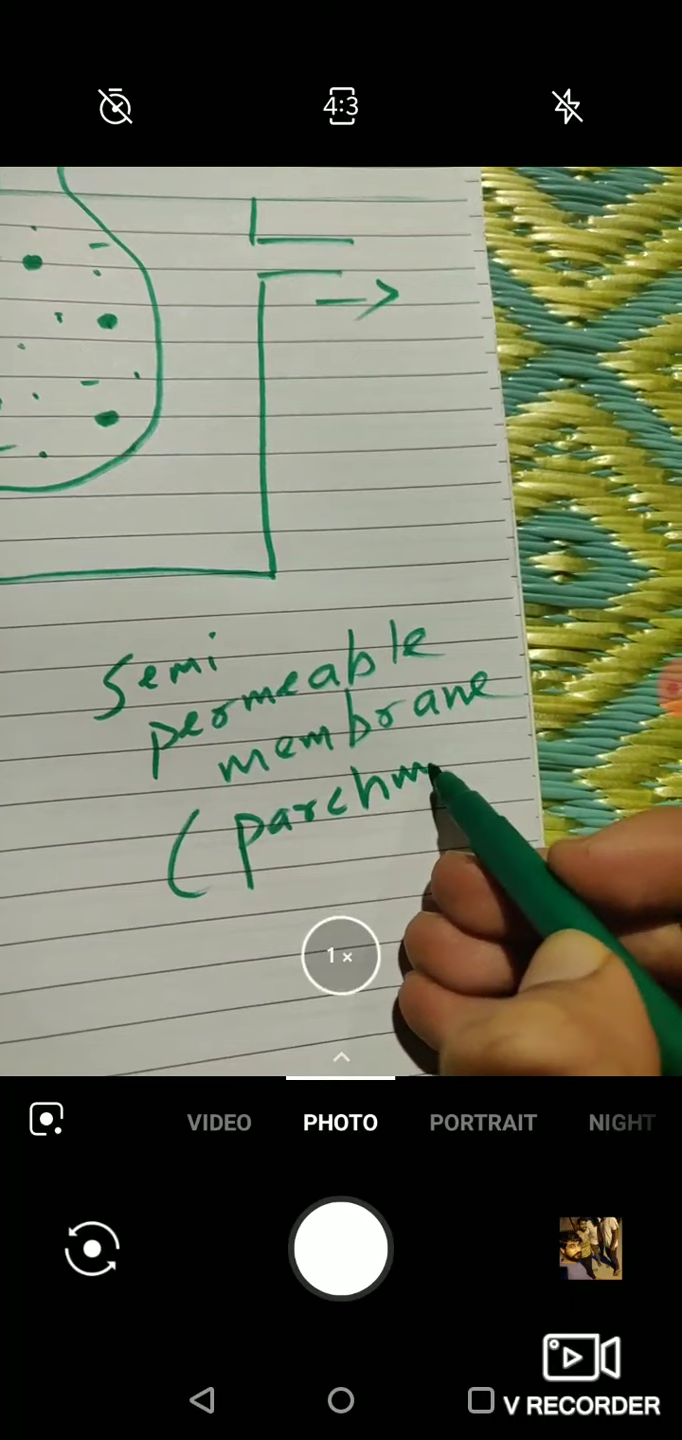 4:3
Semi
permeable
membrane
(parchm
1×
VIDEO PHOTO PORTRAIT NIGHT
V RECORDER